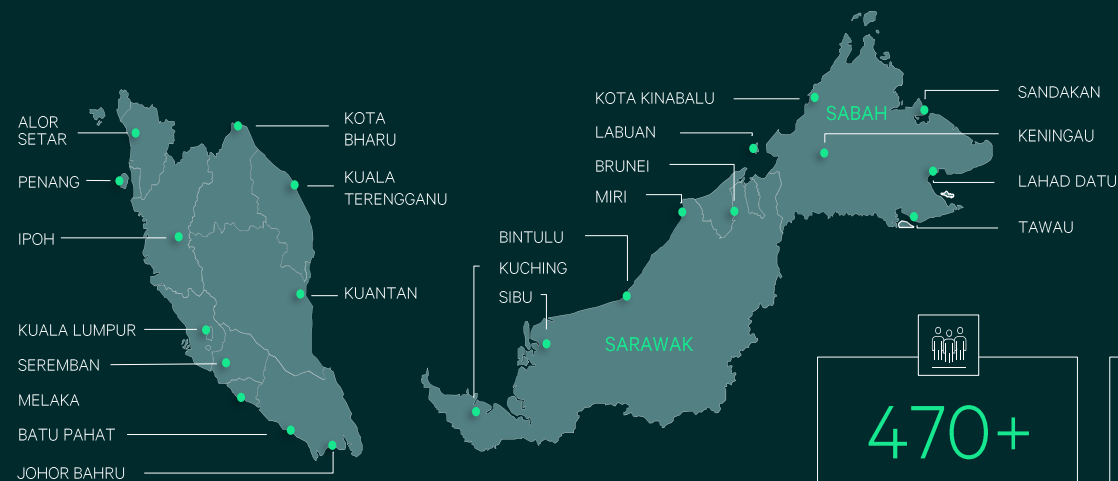 ALOR
SETAR
PENANG
IPOH
KUALA LUMPUR
SEREMBAN
MELAKA
BATU PAHAT
JOHOR BAHRU
KOTA
BHARU
KUALA
TERENGGANU
KUANTAN
KOTA KINABALU
LABUAN
BRUNEI
MIRI
BINTULU
KUCHING
SIBU
SABAH
SARAWAK
SANDAKAN
KENINGAU
LAHAD DATU
TAWAU
470+